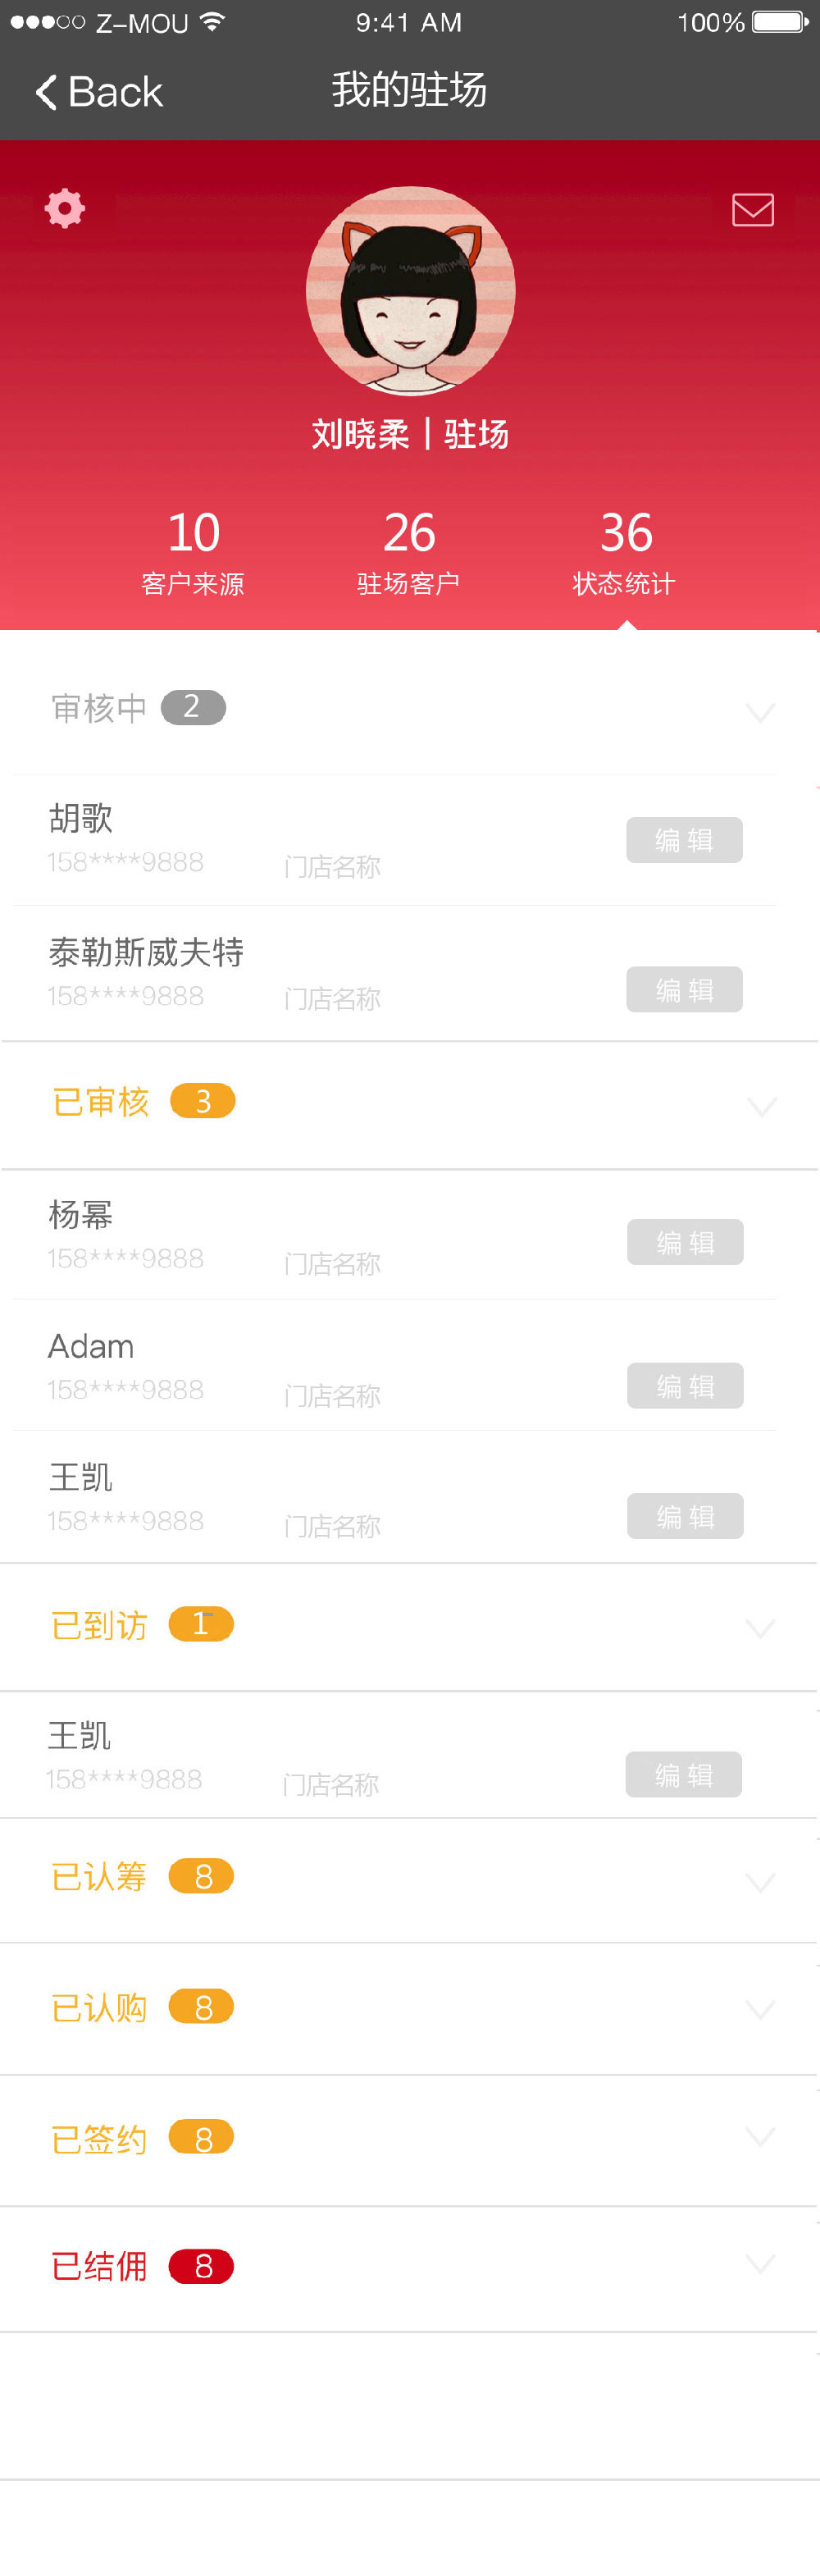 Z-MOU 9:41 AM 100%
Back 我的驻场
刘晓柔 | 驻场
10 26 36
客户来源 驻场客户 状态统计
审核中 2
胡歌
158****9888 门店名称 编辑
泰勒斯威夫特
158****9888 门店名称 编辑
已审核 3
杨幂
158****9888 门店名称 编辑
Adam
158****9888 门店名称 编辑
王凯
158****9888 门店名称 编辑
已到访 1
王凯
158****9888 门店名称 编辑
已认筹 8
已认购 8
已签约 8
已结佣 8